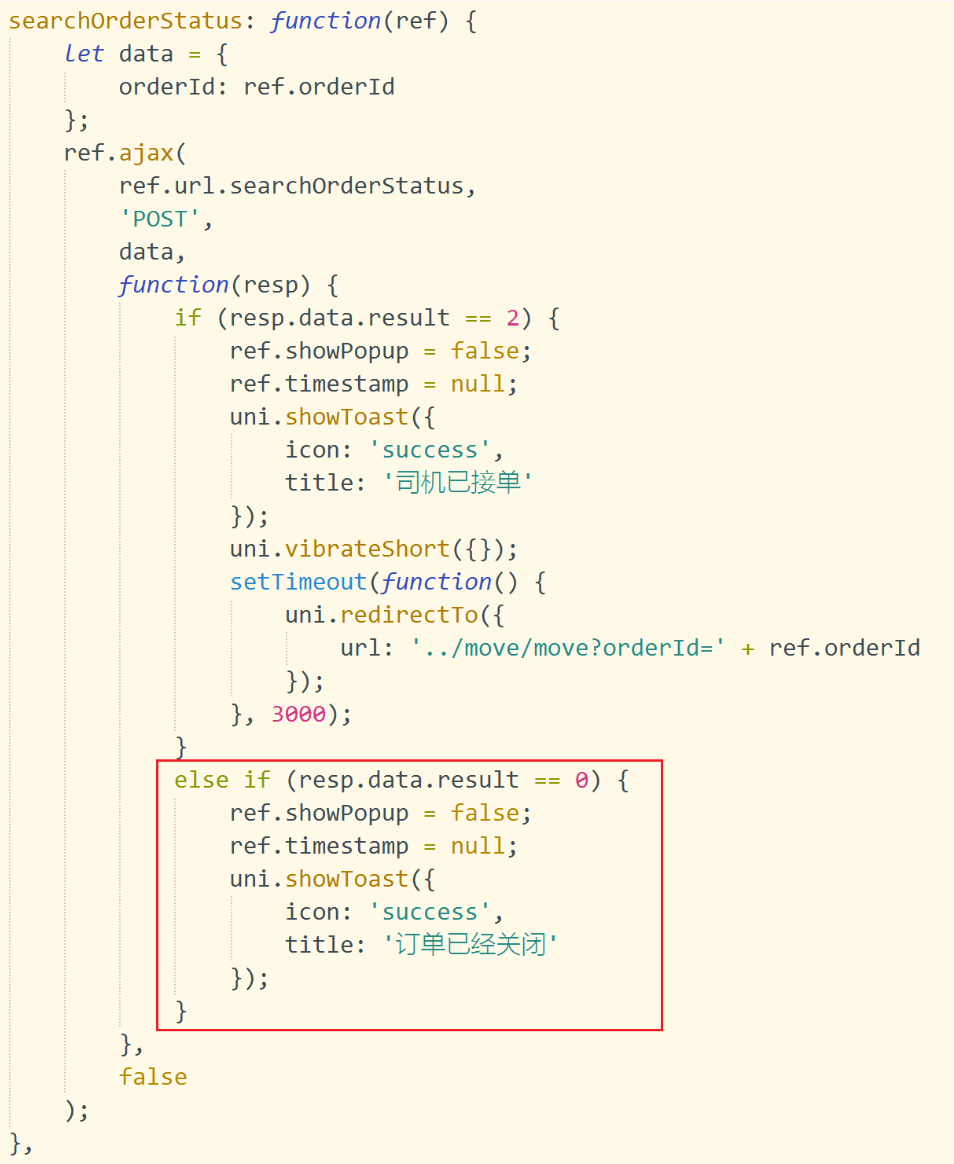 searchOrderStatus: function(ref) {
    let data = {
        orderId: ref.orderId
    };
    ref.ajax(
        ref.url.searchOrderStatus,
        'POST',
        data,
        function(resp) {
            if (resp.data.result == 2) {
                ref.showPopup = false;
                ref.timestamp = null;
                uni.showToast({
                    icon: 'success',
                    title: '司机已接单'
                });
                uni.vibrateShort({});
                setTimeout(function() {
                    uni.redirectTo({
                        url: '../move/move?orderId=' + ref.orderId
                    });
                }, 3000);
            }
            else if (resp.data.result == 0) {
                ref.showPopup = false;
                ref.timestamp = null;
                uni.showToast({
                    icon: 'success',
                    title: '订单已经关闭'
                });
            }
        },
        false
    );
},